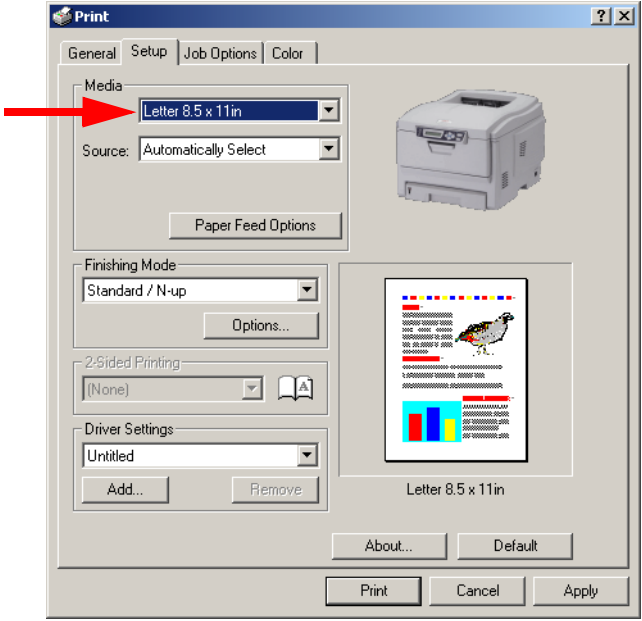 Print
General Setup Job Options Color
Media
Letter 8.5 x 11in
Source: Automatically Select
Paper Feed Options
Finishing Mode
Standard / N-up
Options...
2-Sided Printing
(None)
A
Driver Settings
Untitled
Add... Remove
Letter 8.5 x 11in
About... Default
Print Cancel Apply